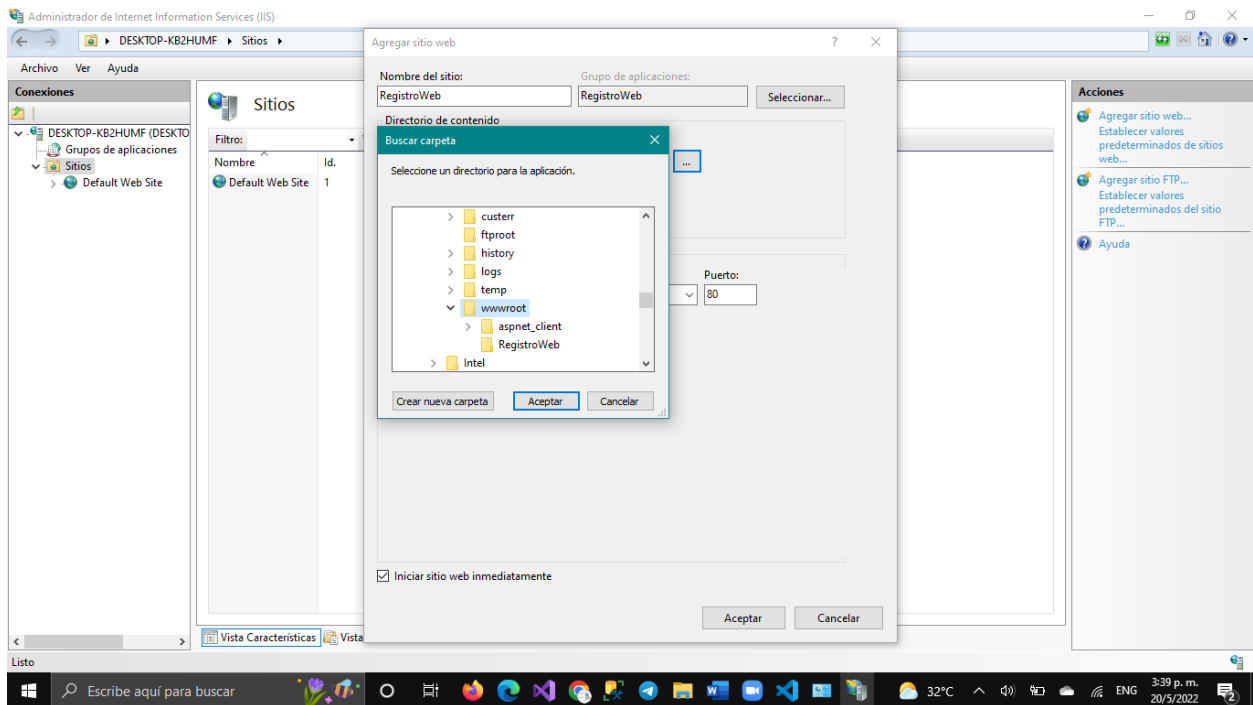 Administrador de Internet Information Services (IIS)
DESKTOP-KB2HUMF Sitios
Archivo Ver Ayuda
Conexiones
DESKTOP-KB2HUMF (DESKTO
Grupos de aplicaciones
Sitios
Default Web Site
Sitios
Filtro:
Nombre Id.
Default Web Site 1
Vista Características Vista
Agregar sitio web ?
Nombre del sitio: Grupo de aplicaciones:
RegistroWeb RegistroWeb Seleccionar...
Directorio de contenido
...
Puerto:
80
Buscar carpeta
Seleccione un directorio para la aplicación.
custerr
ftproot
history
logs
temp
wwwroot
aspnet_client
RegistroWeb
Intel
Crear nueva carpeta Aceptar Cancelar
Iniciar sitio web inmediatamente
Aceptar Cancelar
Acciones
Agregar sitio web...
Establecer valores
predeterminados de sitios
web...
Agregar sitio FTP...
Establecer valores
predeterminados del sitio
FTP...
Ayuda
Listo
Escribe aquí para buscar
32°C ENG 3:39 p. m.
20/5/2022
2